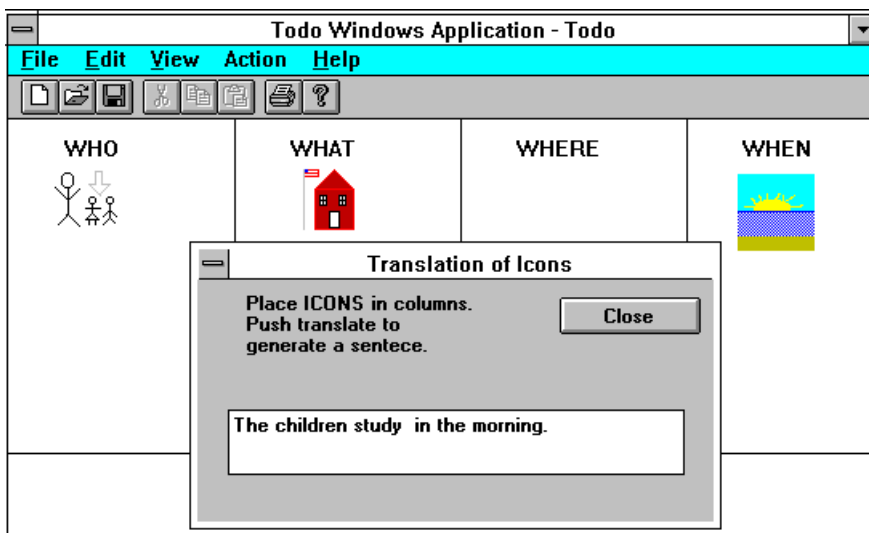 Todo Windows Application - Todo
File Edit View Action Help
WHO WHAT WHERE WHEN
Translation of Icons
Place ICONS in columns.
Push translate to
generate a sentece.
Close
The children study  in the morning.